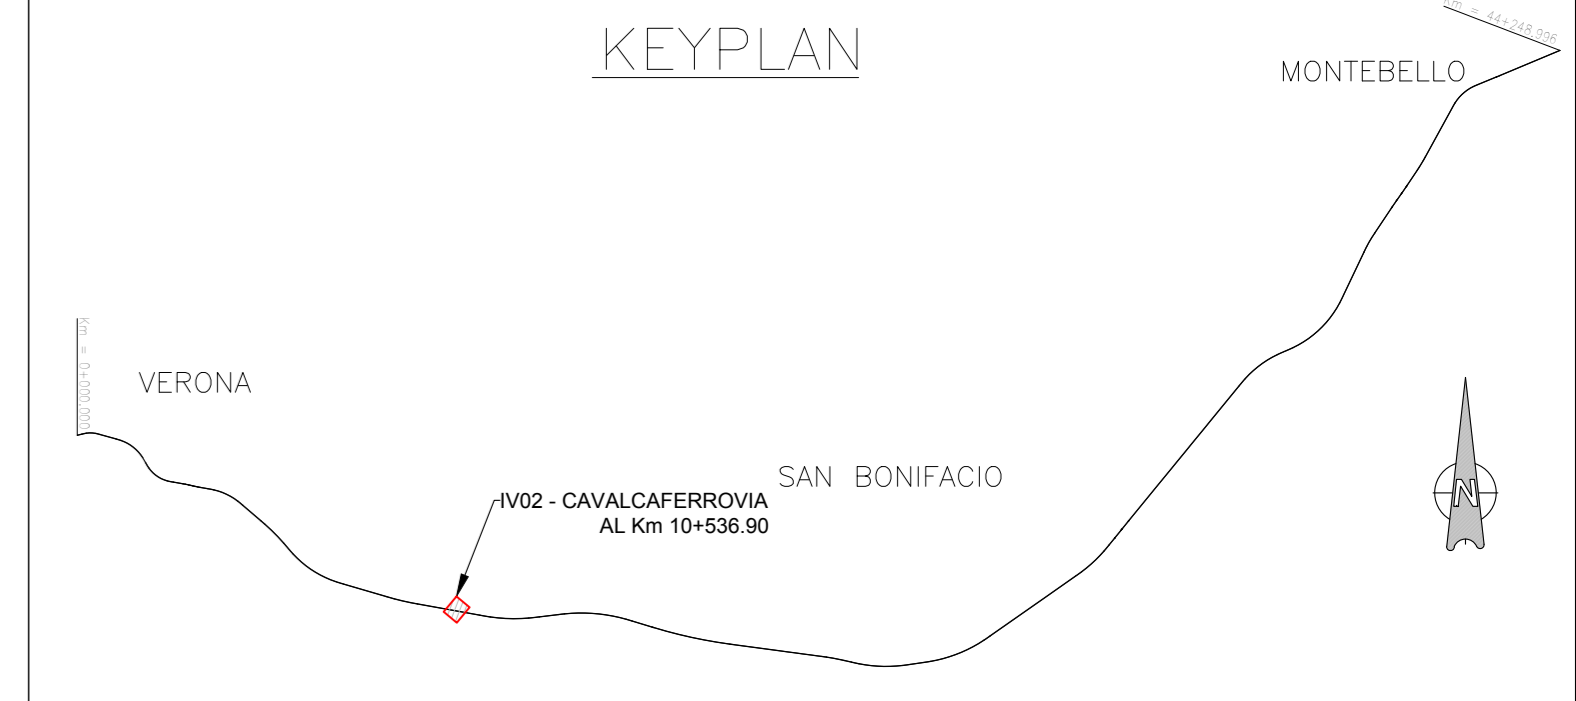 KEYPLAN
Km = 44+248,996
MONTEBELLO
Km = 0+000,000
VERONA
SAN BONIFACIO
IV02 - CAVALCAFERROVIA
AL Km 10+536.90
N